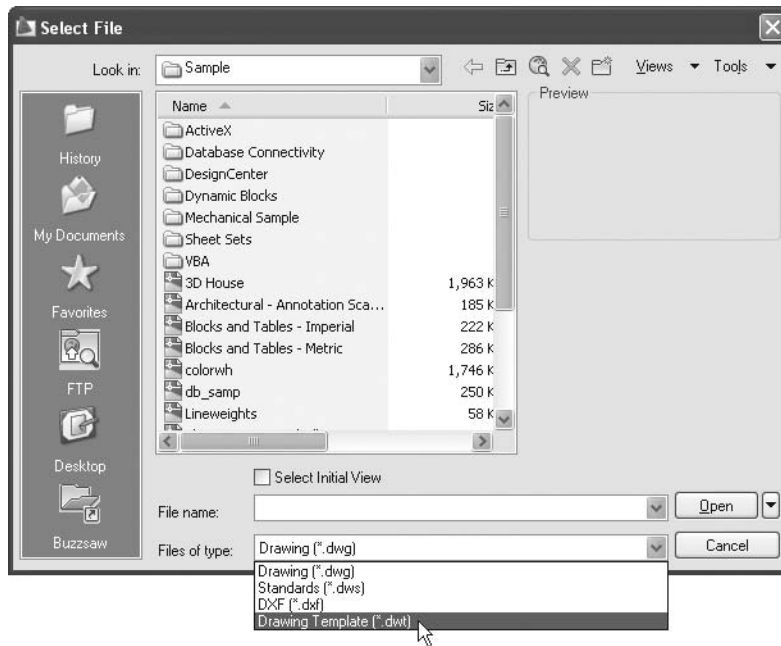 Select File
Look in: Sample Views Tools
History
My Documents
Favorites
FTP
Desktop
Buzzsaw
Name Siz
ActiveX
Database Connectivity
DesignCenter
Dynamic Blocks
Mechanical Sample
Sheet Sets
VBA
3D House 1,963 K
Architectural - Annotation Sca... 185 K
Blocks and Tables - Imperial 222 K
Blocks and Tables - Metric 286 K
colorwh 1,746 K
db_samp 250 K
Lineweights 58 K
Preview
Select Initial View
File name: Open
Files of type: Drawing (*.dwg) Cancel
Drawing (*.dwg)
Standards (*.dws)
DXF (*.dxf)
Drawing Template (*.dwt)